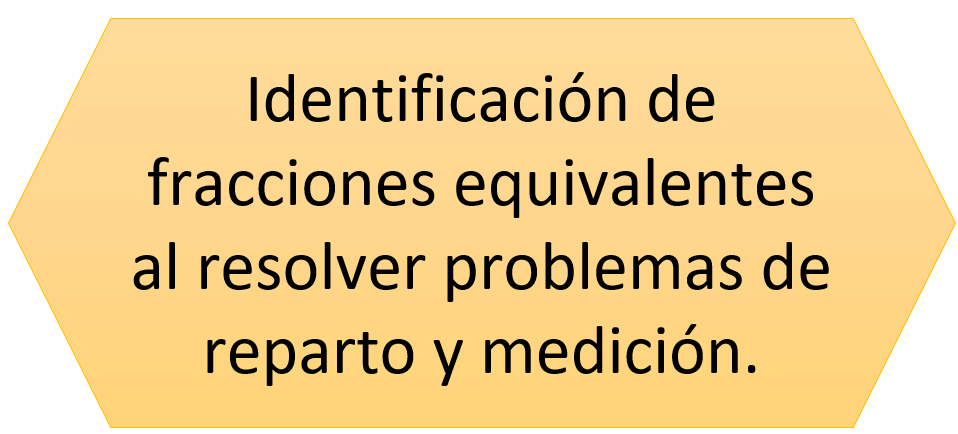 Identificación de
fracciones equivalentes
al resolver problemas de
reparto y medición.